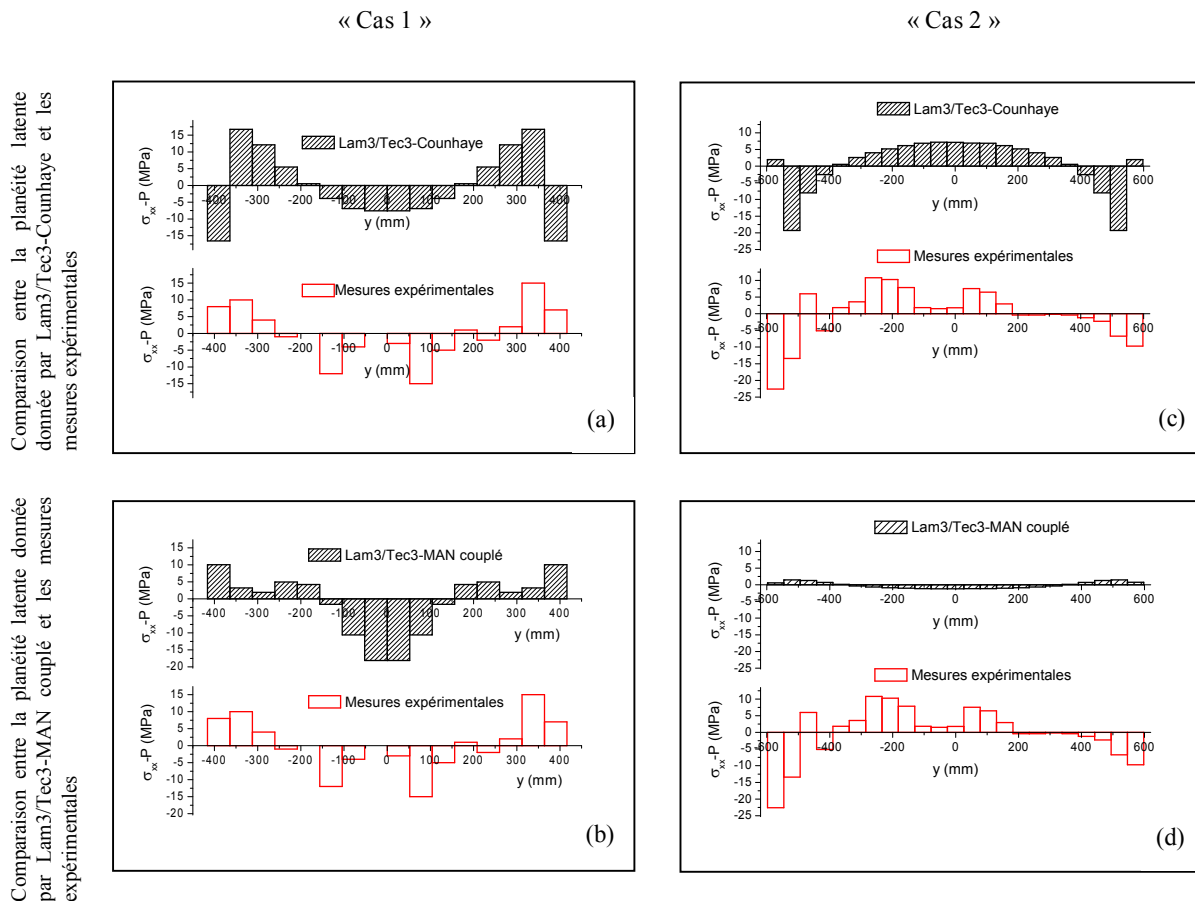 « Cas 1 »
« Cas 2 »
Comparaison entre la planéité latente
donnée par Lam3/Tec3-Counhaye et les
mesures expérimentales
15
10
5
0
-5
-10
-15
σxx-P (MPa)
Lam3/Tec3-Counhaye
-400 -300 -200 -100 0 100 200 300 400
y (mm)
15
10
5
0
-5
-10
-15
σxx-P (MPa)
Mesures expérimentales
-400 -300 -200 -100 0 100 200 300 400
y (mm)
(a)
10
5
0
-5
-10
-15
-20
-25
σxx-P (MPa)
Lam3/Tec3-Counhaye
-600 -400 -200 0 200 400 600
y (mm)
10
5
0
-5
-10
-15
-20
-25
σxx-P (MPa)
Mesures expérimentales
-600 -400 -200 0 200 400 600
y (mm)
(c)
Comparaison entre la planéité latente donnée
par Lam3/Tec3-MAN couplé et les mesures
expérimentales
15
10
5
0
-5
-10
-15
-20
σxx-P (MPa)
Lam3/Tec3-MAN couplé
-400 -300 -200 -100 0 100 200 300 400
y (mm)
15
10
5
0
-5
-10
-15
-20
σxx-P (MPa)
Mesures expérimentales
-400 -300 -200 -100 0 100 200 300 400
y (mm)
(b)
10
5
0
-5
-10
-15
-20
-25
σxx-P (MPa)
Lam3/Tec3-MAN couplé
-600 -400 -200 0 200 400 600
y (mm)
10
5
0
-5
-10
-15
-20
-25
σxx-P (MPa)
Mesures expérimentales
-600 -400 -200 0 200 400 600
y (mm)
(d)